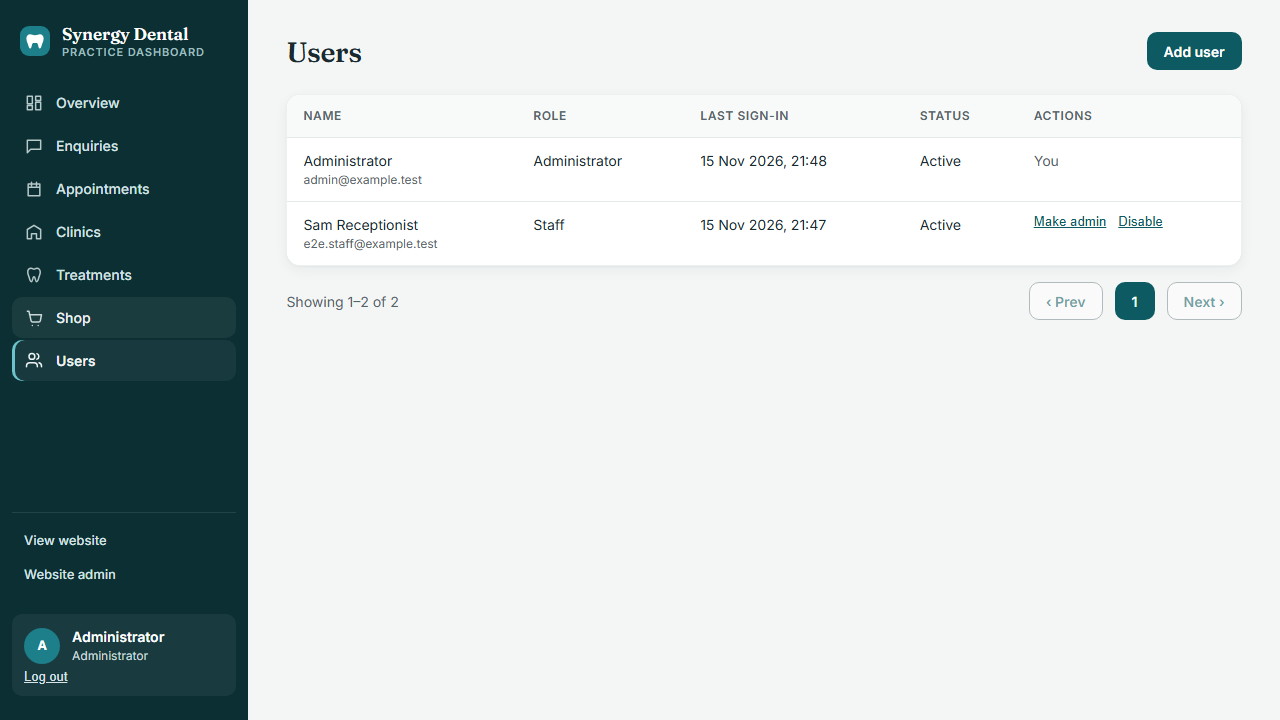 Synergy Dental
PRACTICE DASHBOARD
Overview
Enquiries
Appointments
Clinics
Treatments
Shop
Users
View website
Website admin
A
Administrator
Administrator
Log out
Users
Add user
NAME ROLE LAST SIGN-IN STATUS ACTIONS
Administrator Administrator 15 Nov 2026, 21:48 Active You
admin@example.test
Sam Receptionist Staff 15 Nov 2026, 21:47 Active Make admin Disable
e2e.staff@example.test
Showing 1–2 of 2 ‹ Prev 1 Next ›